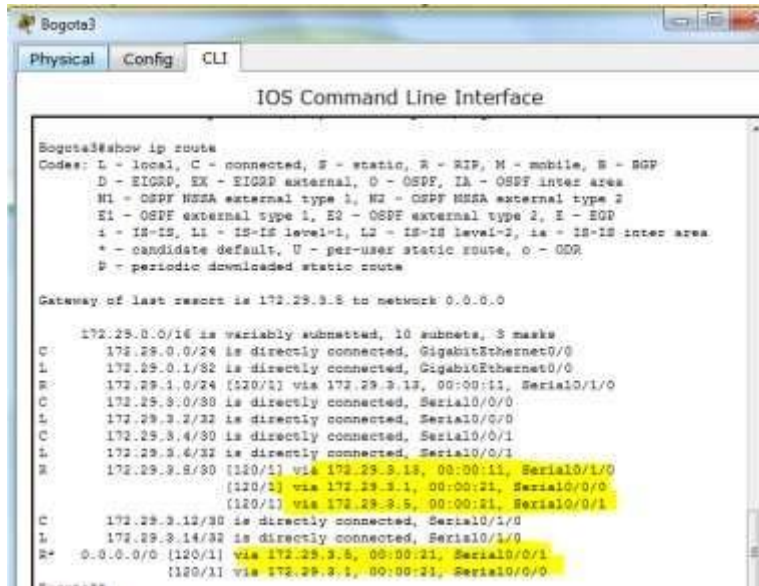 Bogota3
Physical Config CLI
IOS Command Line Interface
Bogota3#show ip route
Codes: L - local, C - connected, S - static, R - RIP, M - mobile, B - BGP
D - EIGRP, EX - EIGRP external, O - OSPF, IA - OSPF inter area
N1 - OSPF NSSA external type 1, N2 - OSPF NSSA external type 2
E1 - OSPF external type 1, E2 - OSPF external type 2, E - EGP
i - IS-IS, L1 - IS-IS level-1, L2 - IS-IS level-2, ia - IS-IS inter area
* - candidate default, U - per-user static route, o - ODR
P - periodic downloaded static route
Gateway of last resort is 172.29.3.5 to network 0.0.0.0
172.29.0.0/16 is variably subnetted, 10 subnets, 3 masks
C 172.29.0.0/24 is directly connected, GigabitEthernet0/0
L 172.29.0.1/32 is directly connected, GigabitEthernet0/0
R 172.29.1.0/24 [120/1] via 172.29.3.13, 00:00:11, Serial0/1/0
C 172.29.3.0/30 is directly connected, Serial0/0/0
L 172.29.3.2/32 is directly connected, Serial0/0/0
C 172.29.3.4/30 is directly connected, Serial0/0/1
L 172.29.3.6/32 is directly connected, Serial0/0/1
R 172.29.3.8/30 [120/1] via 172.29.3.13, 00:00:11, Serial0/1/0
[120/1] via 172.29.3.1, 00:00:21, Serial0/0/0
[120/1] via 172.29.3.5, 00:00:21, Serial0/0/1
C 172.29.3.12/30 is directly connected, Serial0/1/0
L 172.29.3.14/32 is directly connected, Serial0/1/0
R* 0.0.0.0/0 [120/1] via 172.29.3.5, 00:00:21, Serial0/0/1
[120/1] via 172.29.3.1, 00:00:21, Serial0/0/0